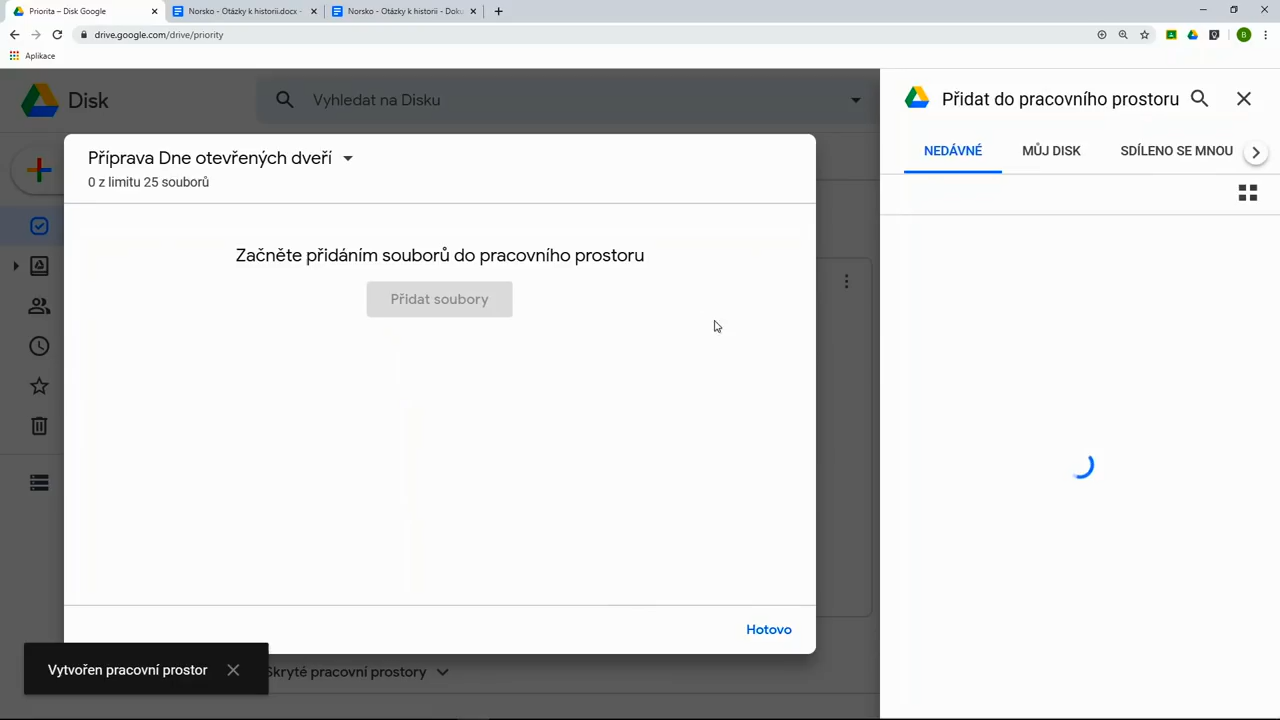 Priorita – Disk Google
Norsko - Otázky k historii.docx -
Norsko - Otázky k historii - Doku
drive.google.com/drive/priority
B
Aplikace
Disk
Vyhledat na Disku
Příprava Dne otevřených dveří
0 z limitu 25 souborů
Začněte přidáním souborů do pracovního prostoru
Přidat soubory
Hotovo
Přidat do pracovního prostoru
NEDÁVNÉ
MŮJ DISK
SDÍLENO SE MNOU
Vytvořen pracovní prostor
Skryté pracovní prostory